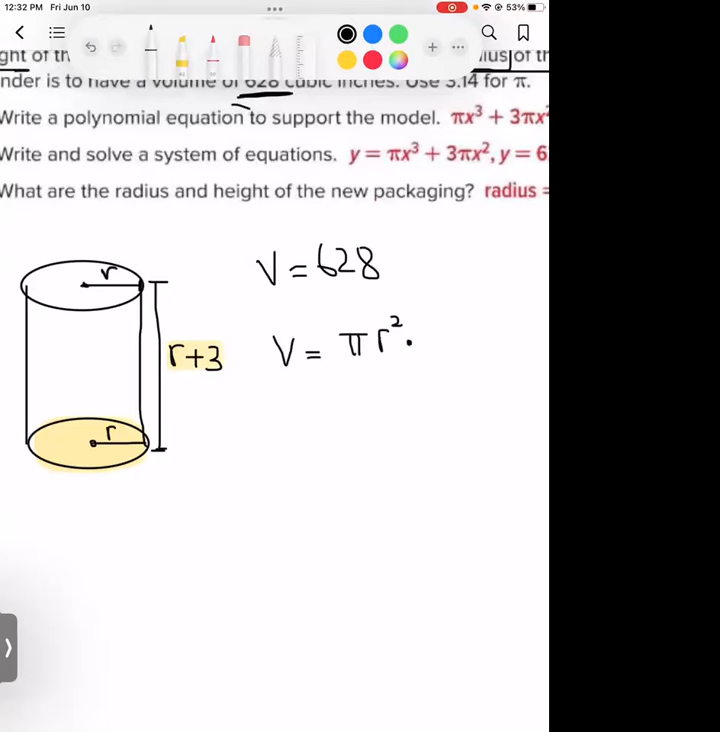 12:32 PM Fri Jun 10
53%
ght of th
ius of th
nder is to have a volume of 628 cubic inches. Use 3.14 for π.
Write a polynomial equation to support the model. πx³ + 3πx²
Write and solve a system of equations. y = πx³ + 3πx², y = 6
What are the radius and height of the new packaging? radius =
r
V = 628
r+3
V = πr²·
r